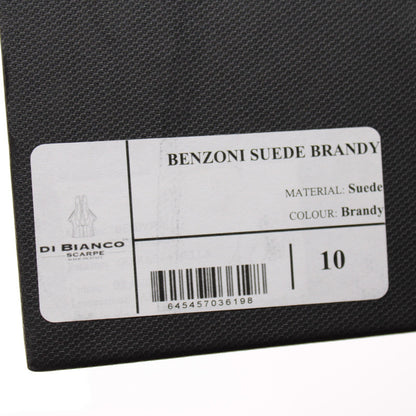 BENZONI SUEDE BRANDY
MATERIAL: Suede
COLOUR: Brandy
DI BIANCO
SCARPE
10
645457036198